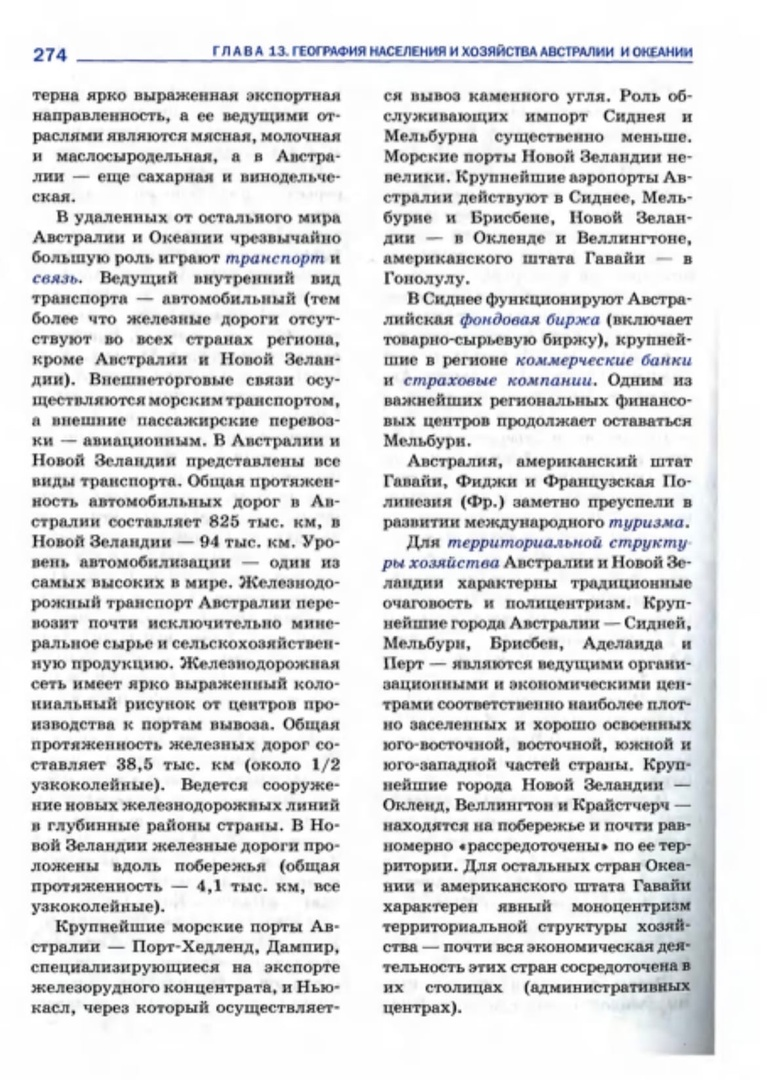 274
ГЛАВА 13. ГЕОГРАФИЯ НАСЕЛЕНИЯ И ХОЗЯЙСТВА АВСТРАЛИИ И ОКЕАНИИ
терна ярко выраженная экспортная
направленность, а ее ведущими от-
раслями являются мясная, молочная
и маслосыродельная, а в Австра-
лии — еще сахарная и винодельче-
ская.
В удаленных от остального мира
Австралии и Океании чрезвычайно
большую роль играют транспорт и
связь. Ведущий внутренний вид
транспорта — автомобильный (тем
более что железные дороги отсут-
ствуют во всех странах региона,
кроме Австралии и Новой Зелан-
дии). Внешнеторговые связи осу-
ществляются морским транспортом,
а внешние пассажирские перевоз-
ки — авиационным. В Австралии и
Новой Зеландии представлены все
виды транспорта. Общая протяжен-
ность автомобильных дорог в Ав-
стралии составляет 825 тыс. км, в
Новой Зеландии — 94 тыс. км. Уро-
вень автомобилизации — один из
самых высоких в мире. Железнодо-
рожный транспорт Австралии пере-
возит почти исключительно мине-
ральное сырье и сельскохозяйствен-
ную продукцию. Железнодорожная
сеть имеет ярко выраженный коло-
ниальный рисунок от центров про-
изводства к портам вывоза. Общая
протяженность железных дорог со-
ставляет 38,5 тыс. км (около 1/2
узкоколейные). Ведется сооруже-
ние новых железнодорожных линий
в глубинные районы страны. В Но-
вой Зеландии железные дороги про-
ложены вдоль побережья (общая
протяженность — 4,1 тыс. км, все
узкоколейные).
Крупнейшие морские порты Ав-
стралии — Порт-Хедленд, Дампир,
специализирующиеся на экспорте
железорудного концентрата, и Нью-
касл, через который осуществляет-
ся вывоз каменного угля. Роль об-
служивающих импорт Сиднея и
Мельбурна существенно меньше.
Морские порты Новой Зеландии не-
велики. Крупнейшие аэропорты Ав-
стралии действуют в Сиднее, Мель-
бурне и Брисбене, Новой Зелан-
дии — в Окленде и Веллингтоне,
американского штата Гавайи — в
Гонолулу.
В Сиднее функционируют Австра-
лийская фондовая биржа (включает
товарно-сырьевую биржу), крупней-
шие в регионе коммерческие банки
и страховые компании. Одним из
важнейших региональных финансо-
вых центров продолжает оставаться
Мельбурн.
Австралия, американский штат
Гавайи, Фиджи и Французская По-
линезия (Фр.) заметно преуспели в
развитии международного туризма.
Для территориальной структу-
ры хозяйства Австралии и Новой Зе-
ландии характерны традиционные
очаговость и полицентризм. Круп-
нейшие города Австралии — Сидней,
Мельбурн, Брисбен, Аделаида и
Перт — являются ведущими органи-
зационными и экономическими цен-
трами соответственно наиболее плот-
но заселенных и хорошо освоенных
юго-восточной, восточной, южной и
юго-западной частей страны. Круп-
нейшие города Новой Зеландии —
Окленд, Веллингтон и Крайстчерч —
находятся на побережье и почти рав-
номерно «рассредоточены» по ее тер-
ритории. Для остальных стран Океа-
нии и американского штата Гавайи
характерен явный моноцентризм
территориальной структуры хозяй-
ства — почти вся экономическая дея-
тельность этих стран сосредоточена в
их столицах (административных
центрах).